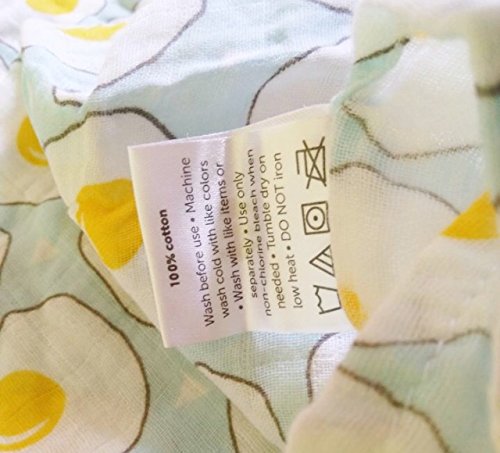 100% cotton
Wash before use • Machine
wash cold with like colors
• Wash with like items or
separately • Use only
non-chlorine bleach when
needed • Tumble dry on
low heat • DO NOT iron